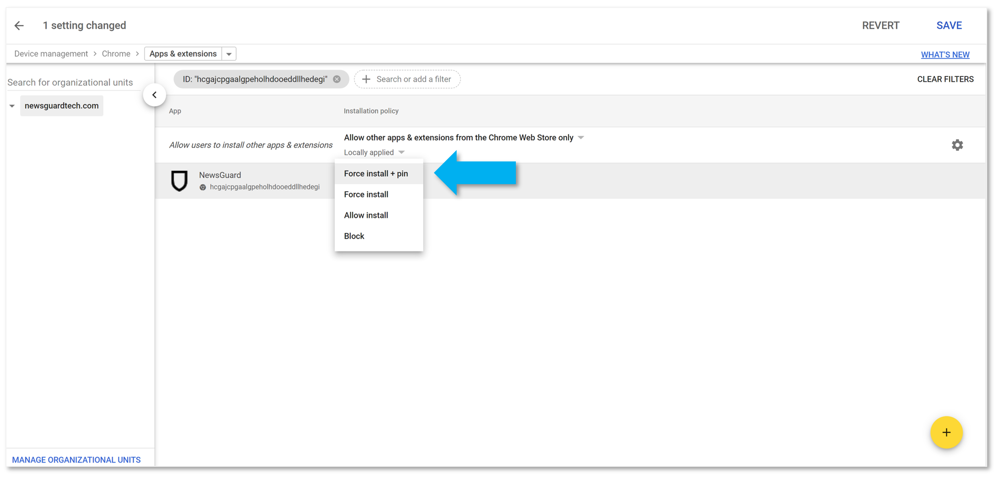 1 setting changed
REVERT
SAVE
Device management > Chrome > Apps & extensions
WHAT'S NEW
Search for organizational units
ID: "hcgajcpgaalgpeholhdooeddllhedegi"
Search or add a filter
CLEAR FILTERS
newsguardtech.com
App
Installation policy
Allow users to install other apps & extensions
Allow other apps & extensions from the Chrome Web Store only
Locally applied
NewsGuard
hcgajcpgaalgpeholhdooeddllhedegi
Force install + pin
Force install
Allow install
Block
MANAGE ORGANIZATIONAL UNITS